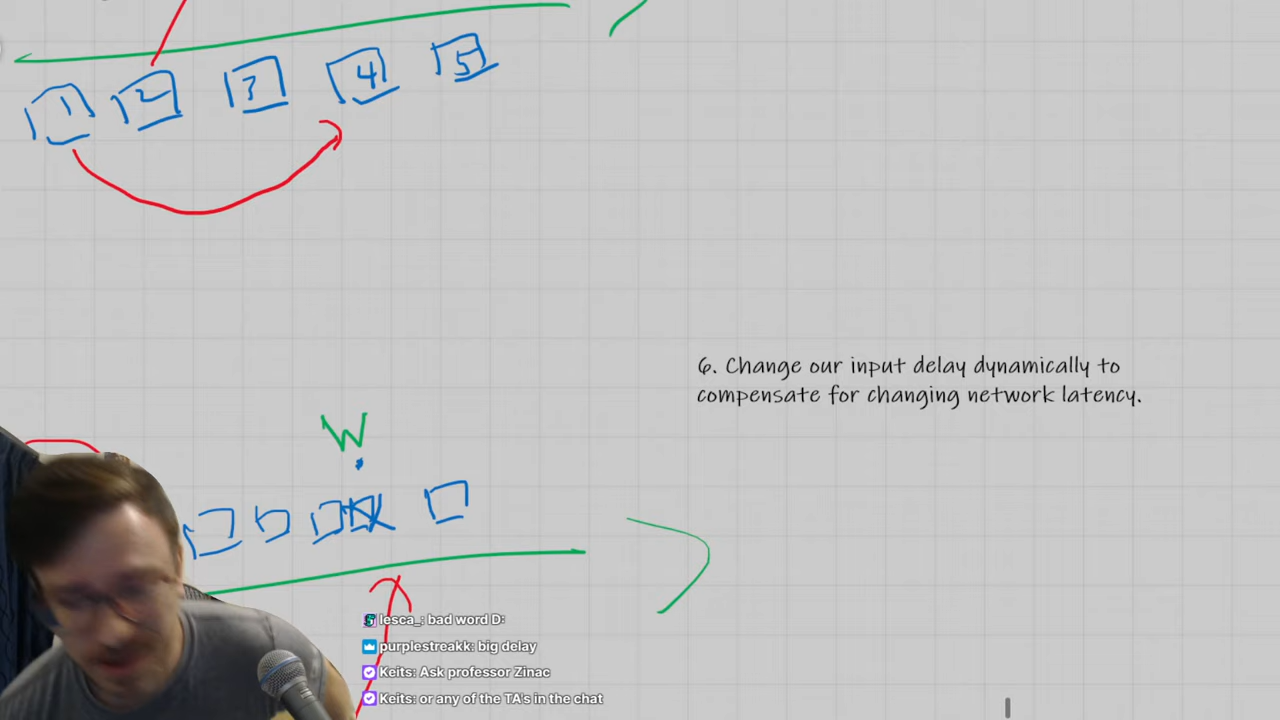 1 2 3 4 5
6. Change our input delay dynamically to
compensate for changing network latency.
W
lesca_: bad word D:
purplestreakk: big delay
Keits: Ask professor Zinac
Keits: or any of the TA's in the chat